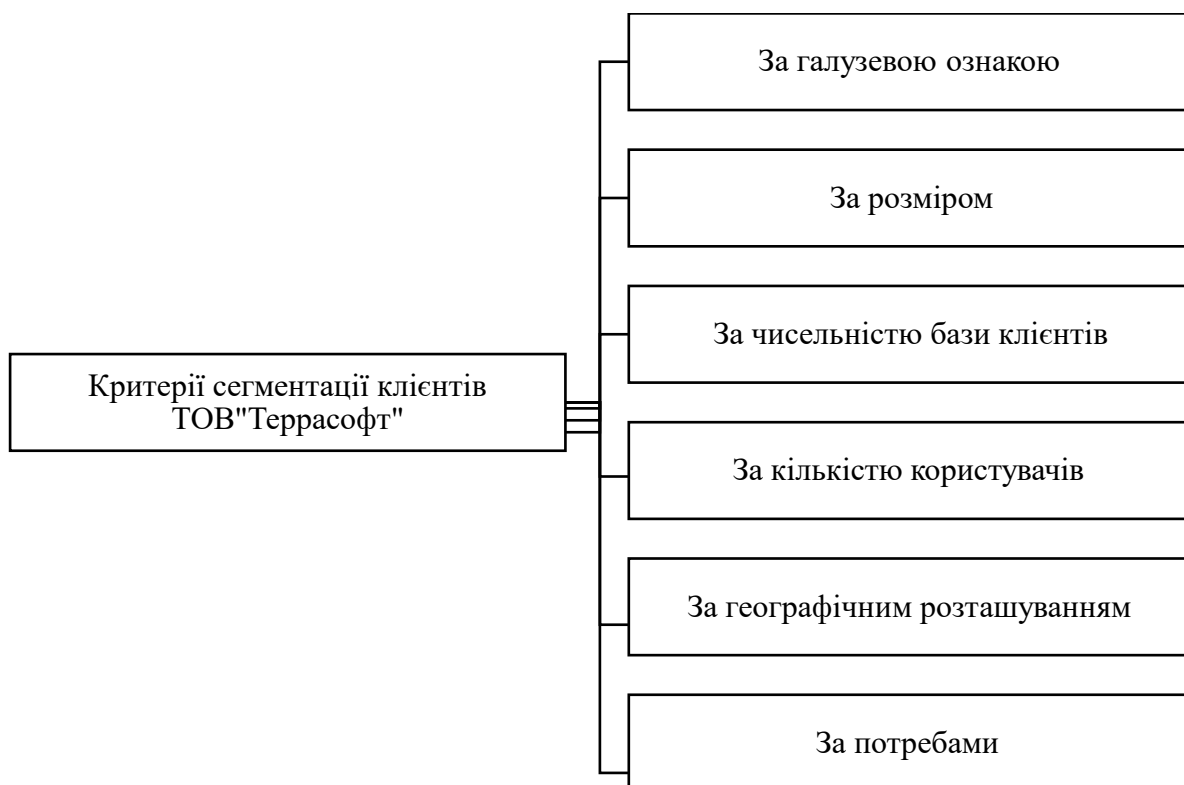 За галузевою ознакою
За розміром
За чисельністю бази клієнтів
Критерії сегментації клієнтів
ТОВ"Террасофт"
За кількістю користувачів
За географічним розташуванням
За потребами